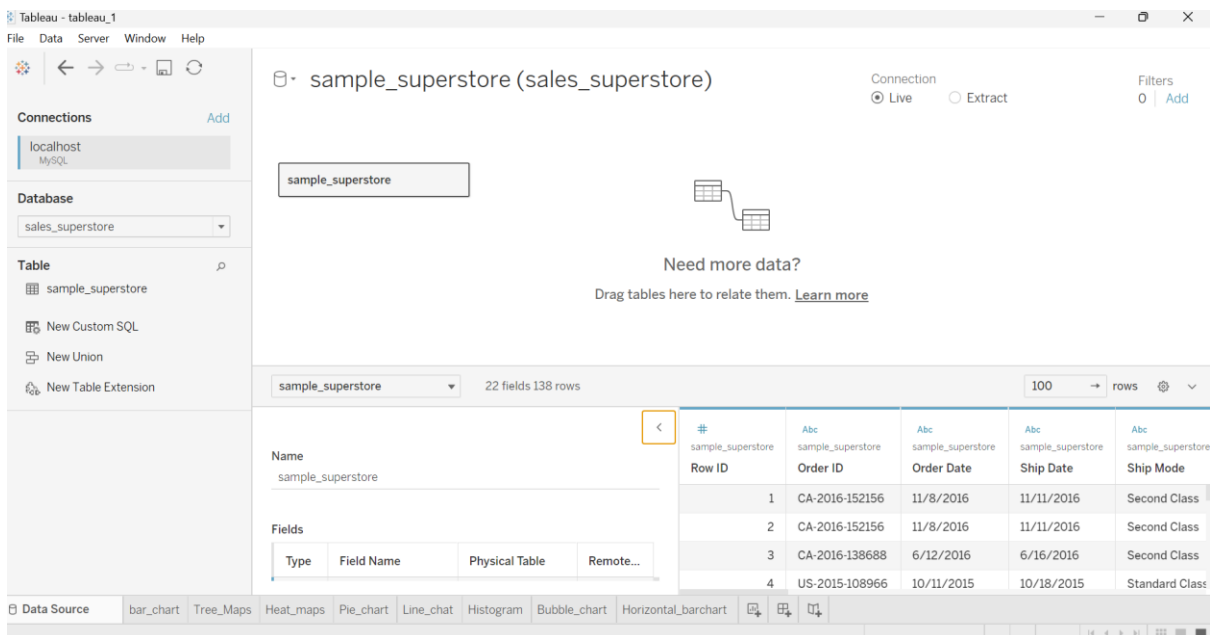 Tableau - tableau_1
File Data Server Window Help
Connections Add
localhost
MySQL
Database
sales_superstore
Table
sample_superstore
New Custom SQL
New Union
New Table Extension
sample_superstore (sales_superstore)
Connection
Live Extract
Filters
0 Add
sample_superstore
Need more data?
Drag tables here to relate them. Learn more
sample_superstore 22 fields 138 rows 100 → rows
Name
sample_superstore
Fields
Type Field Name Physical Table Remote...
# Abc Abc Abc Abc
sample_superstore sample_superstore sample_superstore sample_superstore sample_superstore
Row ID Order ID Order Date Ship Date Ship Mode
1 CA-2016-152156 11/8/2016 11/11/2016 Second Class
2 CA-2016-152156 11/8/2016 11/11/2016 Second Class
3 CA-2016-138688 6/12/2016 6/16/2016 Second Class
4 US-2015-108966 10/11/2015 10/18/2015 Standard Class
Data Source bar_chart Tree_Maps Heat_maps Pie_chart Line_chat Histogram Bubble_chart Horizontal_barchart